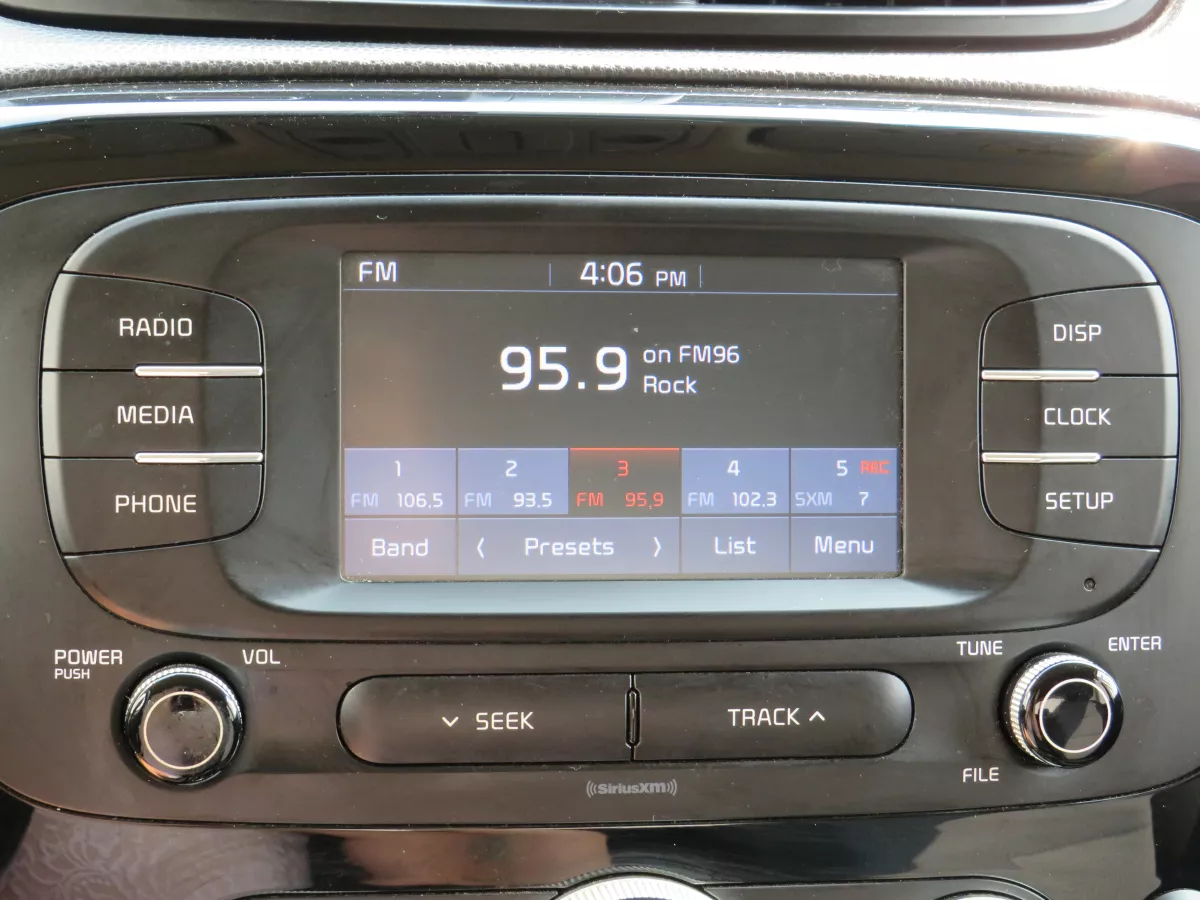 FM 4:06 PM
95.9 on FM96
Rock
1 2 3 4 5 REC
FM 106.5 FM 93.5 FM 95.9 FM 102.3 SXM 7
Band < Presets > List Menu
RADIO
MEDIA
PHONE
DISP
CLOCK
SETUP
POWER
PUSH
VOL
SEEK
TRACK
TUNE
ENTER
FILE
SiriusXM